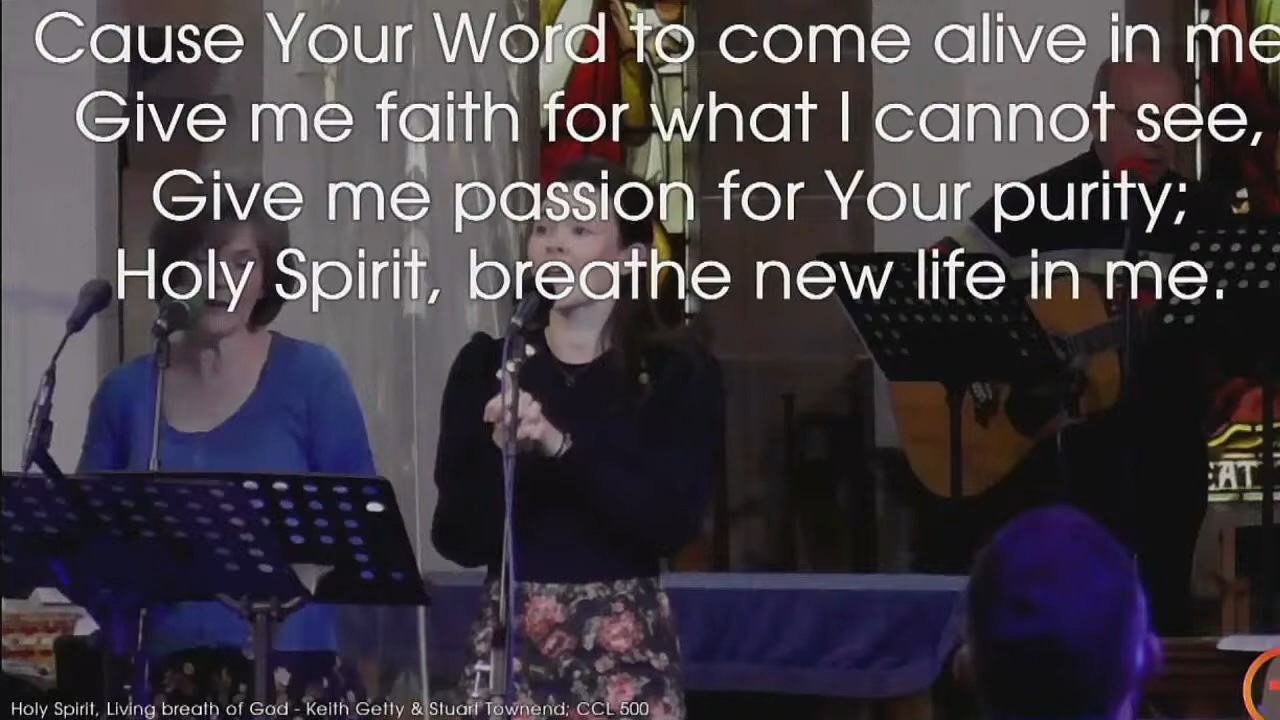 Cause Your Word to come alive in me
Give me faith for what I cannot see,
Give me passion for Your purity;
Holy Spirit, breathe new life in me.
EAT
Holy Spirit, Living breath of God - Keith Getty & Stuart Townend; CCL 500